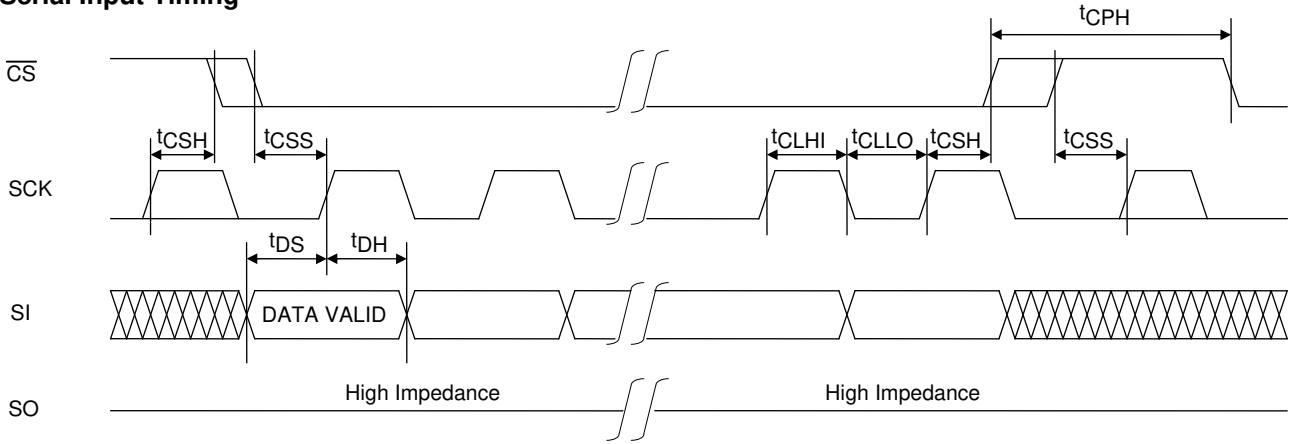 Serial Input Timing
tCPH
CS
tCSH tCSS tCLHI tCLLO tCSH tCSS
SCK
tDS tDH
SI DATA VALID
High Impedance High Impedance
SO